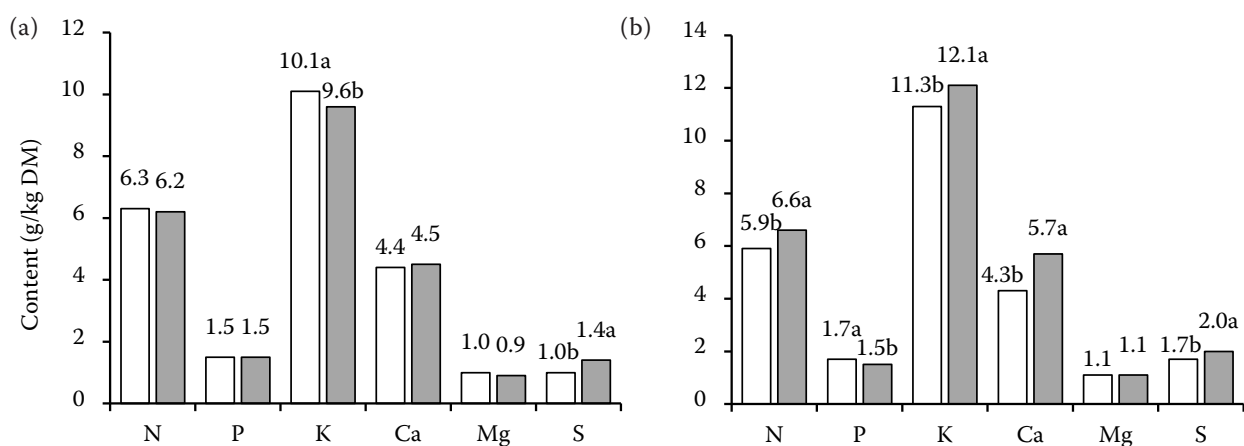 (a)
Content (g/kg DM)
12
10
8
6
4
2
0
6.3
6.2
1.5
1.5
10.1a
9.6b
4.4
4.5
1.0
0.9
1.0b
1.4a
N
P
K
Ca
Mg
S
(b)
14
12
10
8
6
4
2
0
5.9b
6.6a
1.7a
1.5b
11.3b
12.1a
4.3b
5.7a
1.1
1.1
1.7b
2.0a
N
P
K
Ca
Mg
S